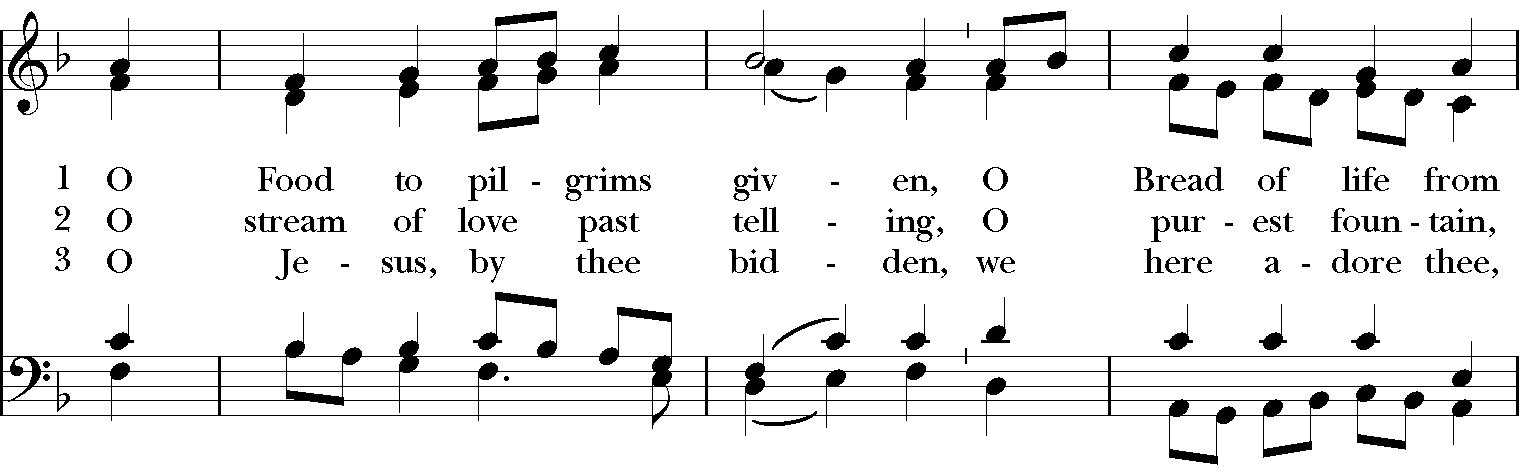 1 O Food to pil - grims giv - en, O Bread of life from
2 O stream of love past tell - ing, O pur - est foun - tain,
3 O Je - sus, by thee bid - den, we here a - dore thee,